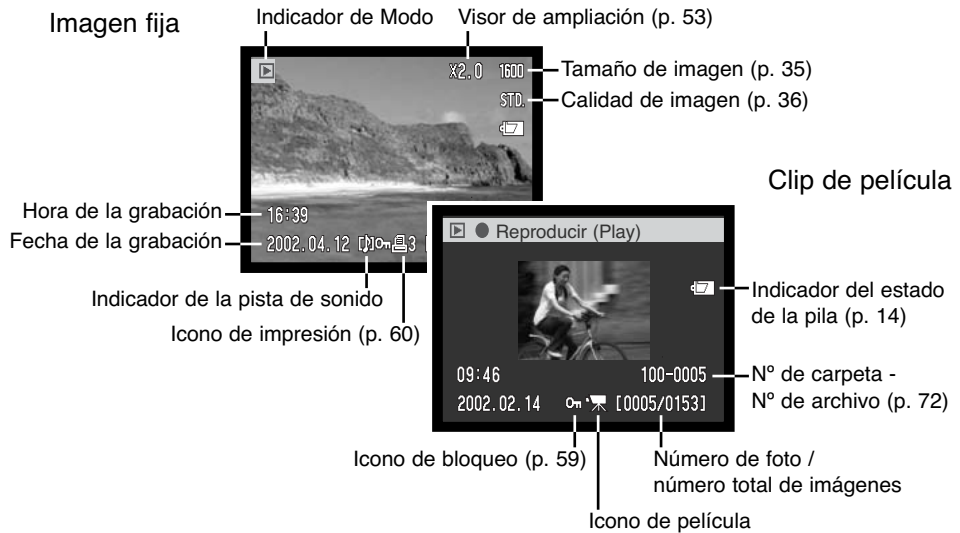 Imagen fija
Indicador de Modo
Visor de ampliación (p. 53)
X2.0 1600
Tamaño de imagen (p. 35)
STD.
Calidad de imagen (p. 36)
Clip de película
Hora de la grabación
16:39
Fecha de la grabación
2002.04.12 [♪] 3 [
Reproducir (Play)
Indicador de la pista de sonido
Icono de impresión (p. 60)
Indicador del estado
de la pila (p. 14)
09:46 100-0005
Nº de carpeta -
Nº de archivo (p. 72)
2002.02.14 [0005/0153]
Icono de bloqueo (p. 59)
Número de foto /
número total de imágenes
Icono de película